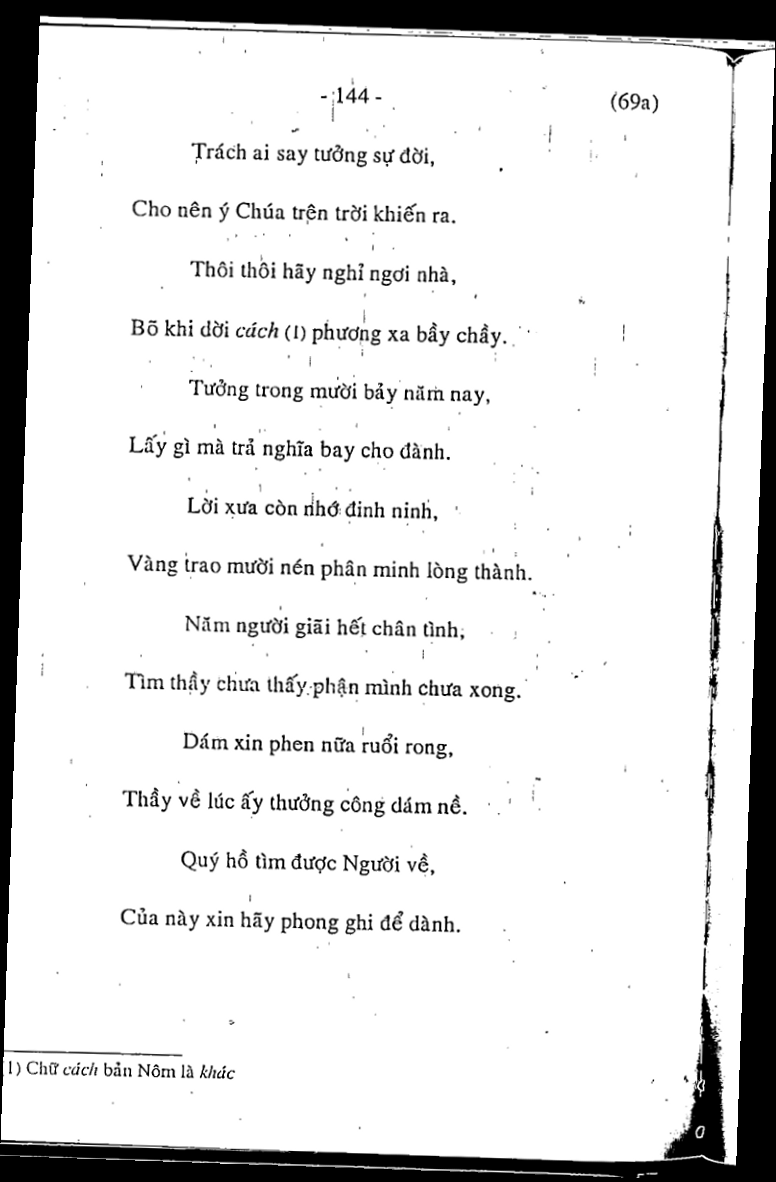 - 144 -
(69a)
Trách ai say tưởng sự đời,
Cho nên ý Chúa trên trời khiến ra.
Thôi thôi hãy nghỉ ngơi nhà,
Bõ khi dời cách (1) phương xa bầy chầy.
Tưởng trong mười bảy năm nay,
Lấy gì mà trả nghĩa bay cho đành.
Lời xưa còn nhớ đinh ninh,
Vàng trao mười nén phân minh lòng thành.
Năm người giãi hết chân tình,
Tìm thầy chưa thấy phận mình chưa xong.
Dám xin phen nữa ruổi rong,
Thầy về lúc ấy thưởng công dám nề.
Quý hồ tìm được Người về,
Của này xin hãy phong ghi để dành.
1) Chữ cách bản Nôm là khác